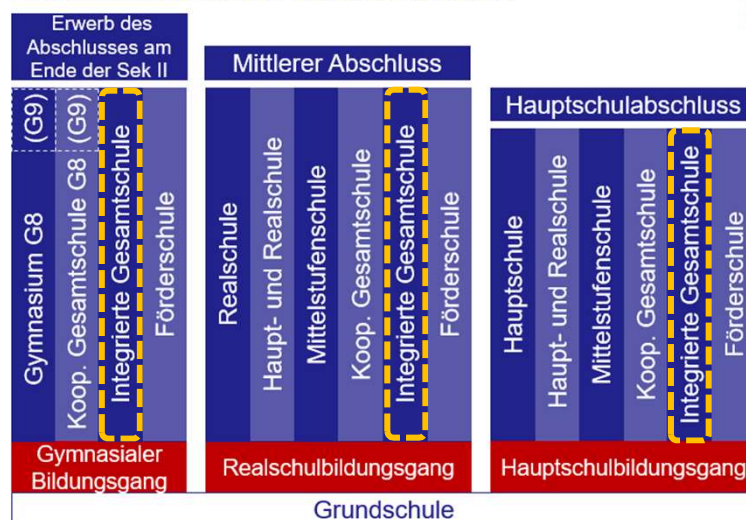 Erwerb des
Abschlusses am
Ende der Sek II
Mittlerer Abschluss
Hauptschulabschluss
Gymnasium G8 (G9)
Koop. Gesamtschule G8 (G9)
Integrierte Gesamtschule
Förderschule
Realschule
Haupt- und Realschule
Mittelstufenschule
Koop. Gesamtschule
Integrierte Gesamtschule
Förderschule
Hauptschule
Haupt- und Realschule
Mittelstufenschule
Koop. Gesamtschule
Integrierte Gesamtschule
Förderschule
Gymnasialer
Bildungsgang
Realschulbildungsgang
Hauptschulbildungsgang
Grundschule